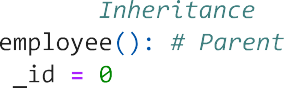 Inheritance
employee(): # Parent
_id = 0